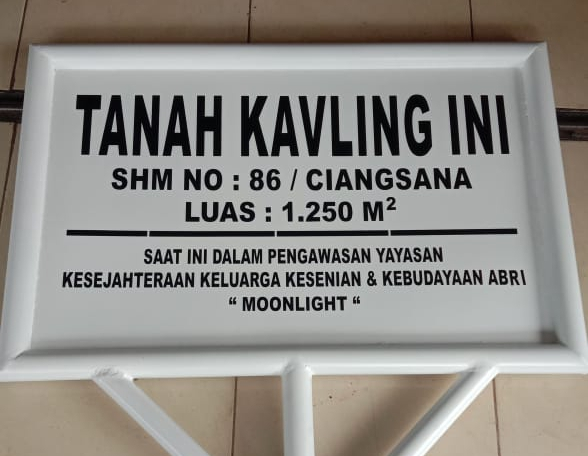 TANAH KAVLING INI
SHM NO : 86 / CIANGSANA
LUAS : 1.250 M²
SAAT INI DALAM PENGAWASAN YAYASAN
KESEJAHTERAAN KELUARGA KESENIAN & KEBUDAYAAN ABRI
“ MOONLIGHT “